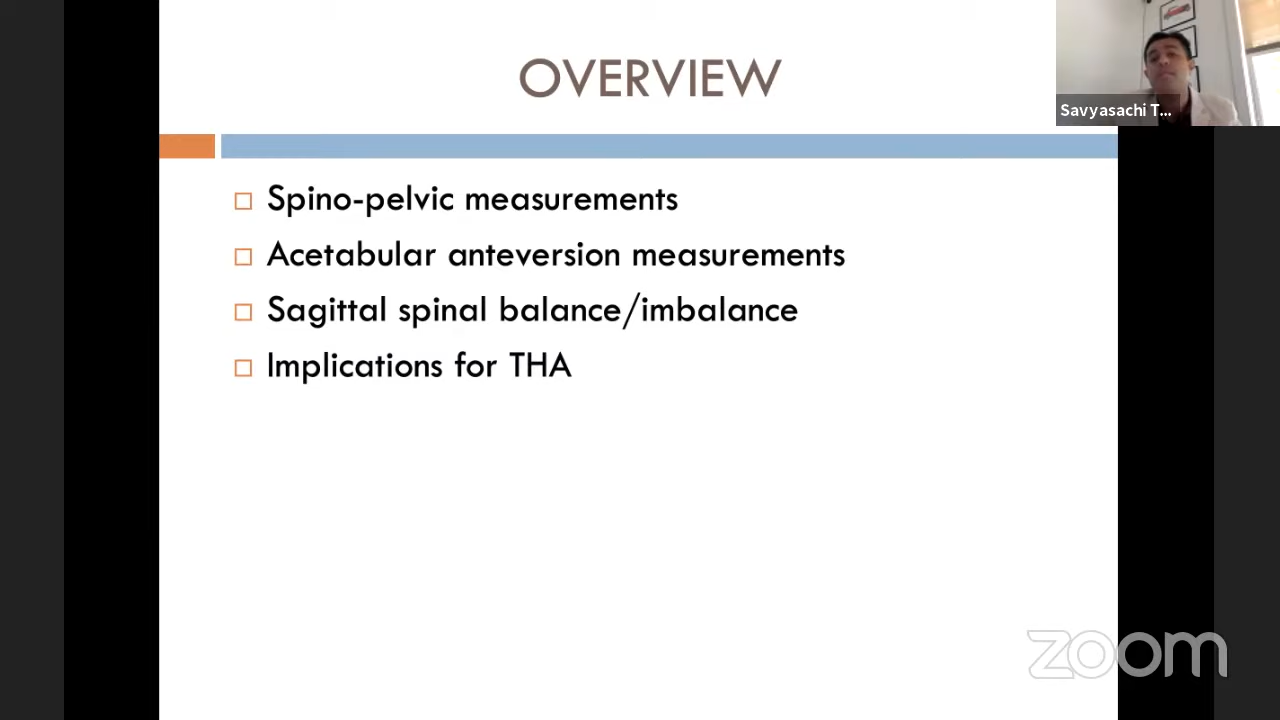 OVERVIEW
Savyasachi T...
Spino-pelvic measurements
Acetabular anteversion measurements
Sagittal spinal balance/imbalance
Implications for THA
zoom